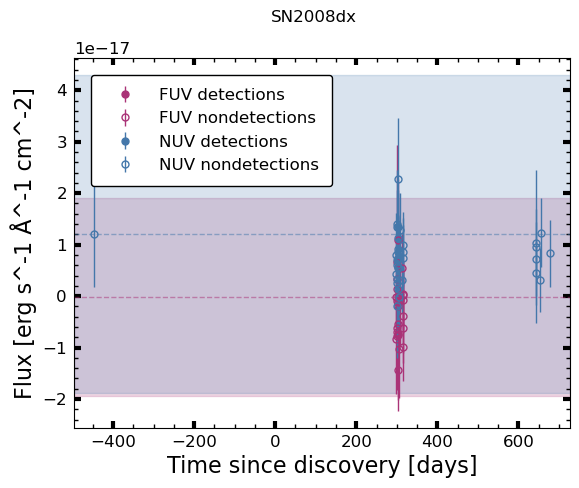 SN2008dx
1e−17
FUV detections
FUV nondetections
NUV detections
NUV nondetections
4
3
2
1
0
−1
−2
Flux [erg s^-1 Å^-1 cm^-2]
−400
−200
0
200
400
600
Time since discovery [days]